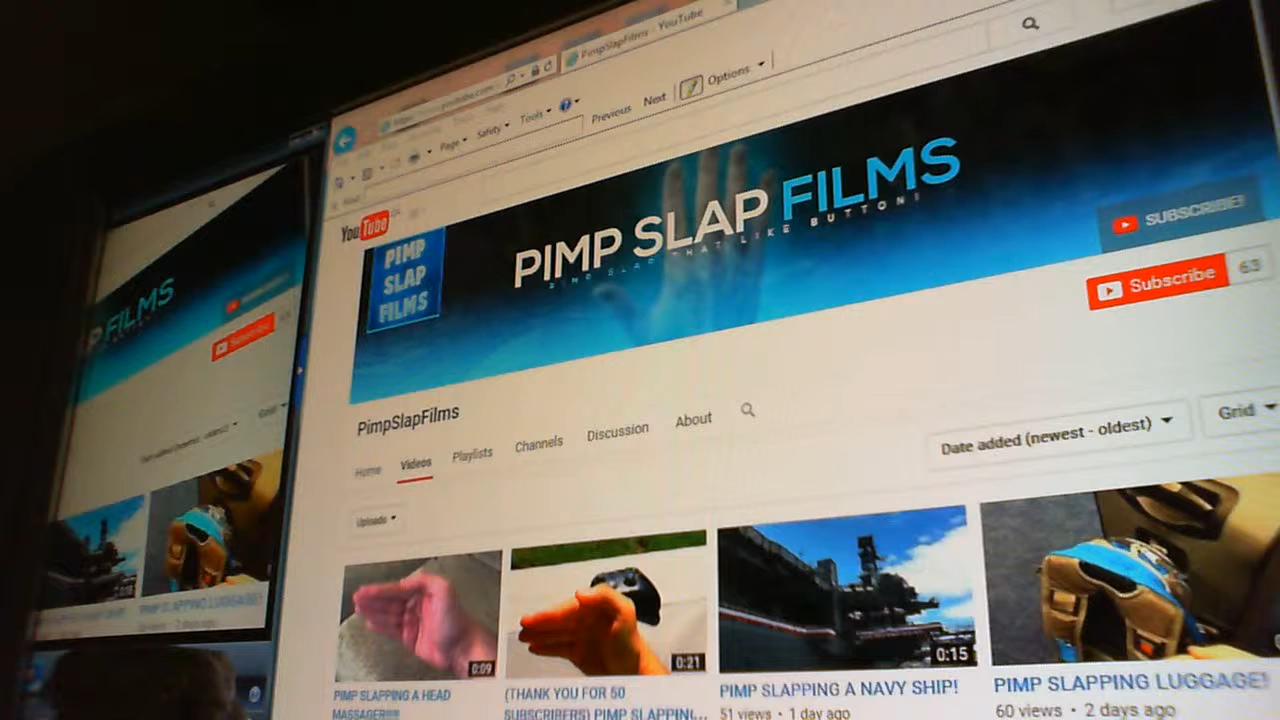 PimpSlapFilms - YouTube
Page
Safety
Tools
Previous
Next
Options
YouTube
PIMP SLAP FILMS
PIMP
SLAP
FILMS
SUBSCRIBE!
Subscribe 63
PimpSlapFilms
Home Videos Playlists Channels Discussion About
Uploads
Date added (newest - oldest)
Grid
0:09
0:21
0:15
PIMP SLAPPING A HEAD
MASSAGER!!!!!
(THANK YOU FOR 50
SUBSCRIBERS) PIMP SLAPPIN...
PIMP SLAPPING A NAVY SHIP!
51 views • 1 day ago
PIMP SLAPPING LUGGAGE!
60 views • 2 days ago
P FILMS
Subscribe
Grid
PIMP SLAPPING LUGGAGE!